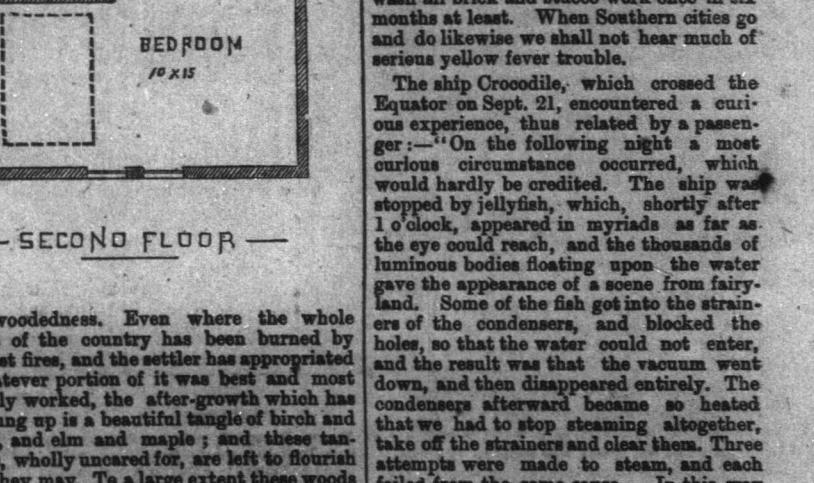 BEDROOM
10 X 15
SECOND FLOOR
woodedness. Even where the whole
of the country has been burned by
fires, and the settler has appropriated
portion of it was best and most
worked, the after-growth which has
up is a beautiful tangle of birch and
and elm and maple ; and these tan-
wholly uncared for, are left to flourish
they may. To a large extent these woods
months at least. When Southern cities go
and do likewise we shall not hear much of
serious yellow fever trouble.
The ship Crocodile, which crossed the
Equator on Sept. 21, encountered a curi-
ous experience, thus related by a passen-
ger :—"On the following night a most
curious circumstance occurred, which
would hardly be credited. The ship was
stopped by jellyfish, which, shortly after
1 o'clock, appeared in myriads as far as
the eye could reach, and the thousands of
luminous bodies floating upon the water
gave the appearance of a scene from fairy-
land. Some of the fish got into the strain-
ers of the condensers, and blocked the
holes, so that the water could not enter,
and the result was that the vacuum went
down, and then disappeared entirely. The
condensers afterward became so heated
that we had to stop steaming altogether,
take off the strainers and clear them. Three
attempts were made to steam, and each